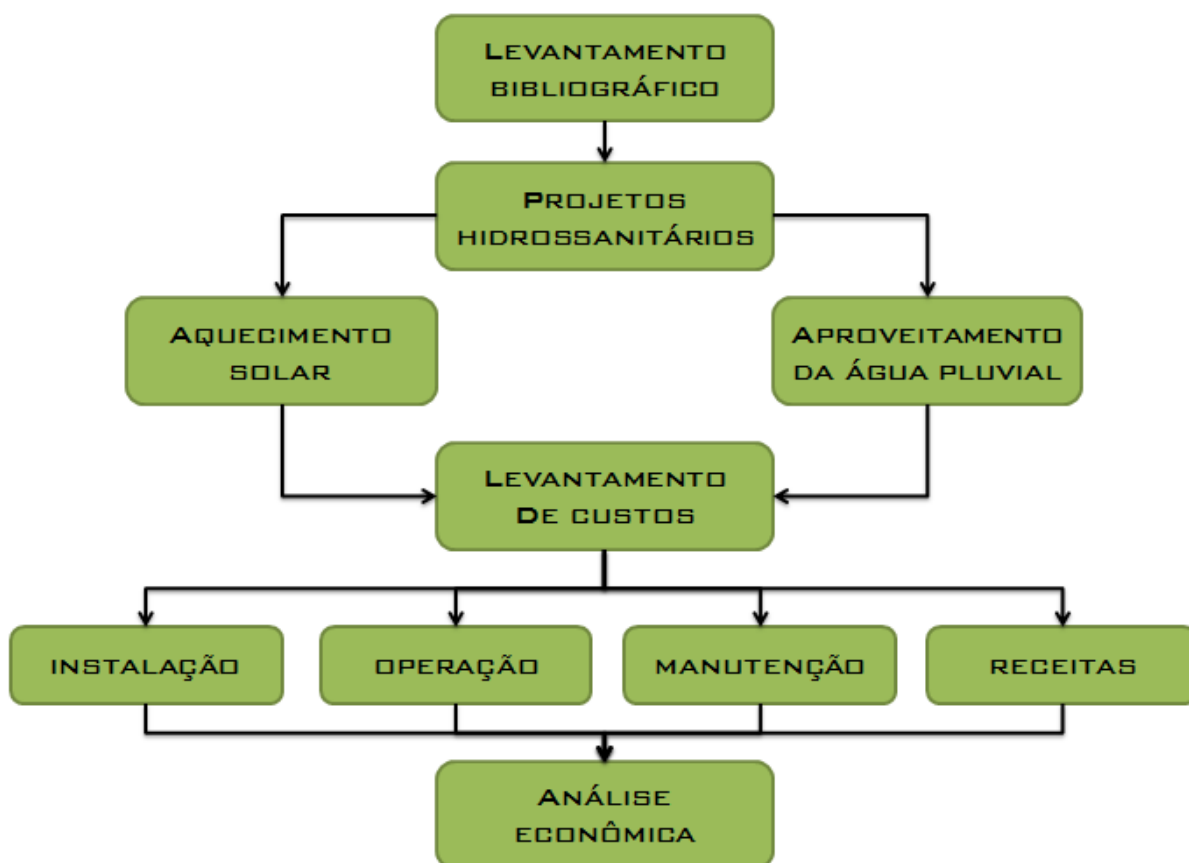 LEVANTAMENTO
BIBLIOGRÁFICO
PROJETOS
HIDROSSANITÁRIOS
AQUECIMENTO
SOLAR
APROVEITAMENTO
DA ÁGUA PLUVIAL
LEVANTAMENTO
DE CUSTOS
INSTALAÇÃO
OPERAÇÃO
MANUTENÇÃO
RECEITAS
ANÁLISE
ECONÔMICA